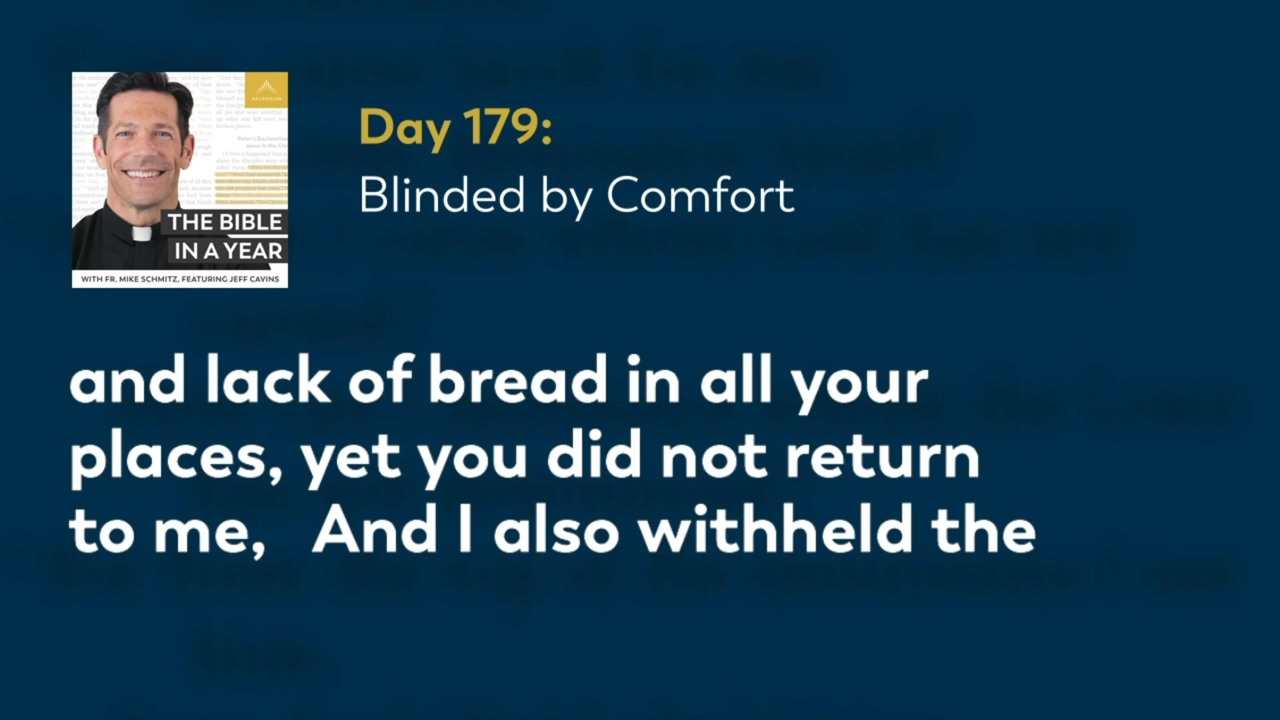 ASCENSION
THE BIBLE
IN A YEAR
WITH FR. MIKE SCHMITZ, FEATURING JEFF CAVINS
Day 179:
Blinded by Comfort
and lack of bread in all your
places, yet you did not return
to me, And I also withheld the